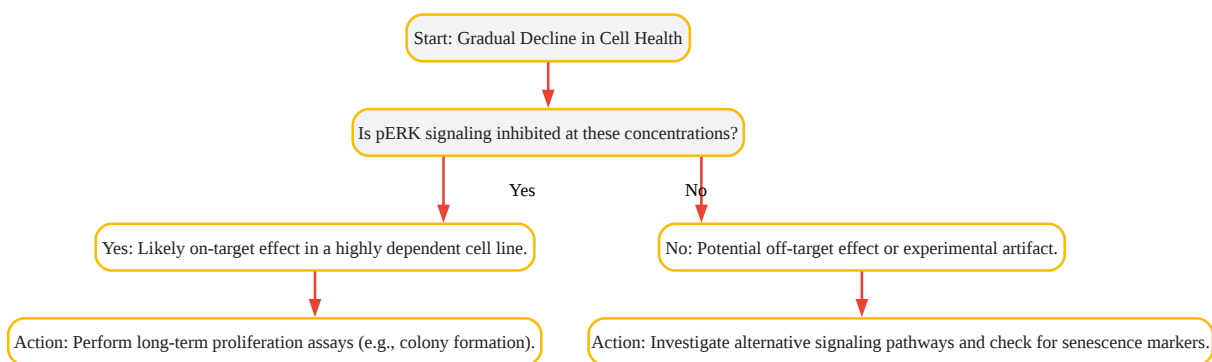 Start: Gradual Decline in Cell Health
Is pERK signaling inhibited at these concentrations?
Yes
No
Yes: Likely on-target effect in a highly dependent cell line.
No: Potential off-target effect or experimental artifact.
Action: Perform long-term proliferation assays (e.g., colony formation).
Action: Investigate alternative signaling pathways and check for senescence markers.